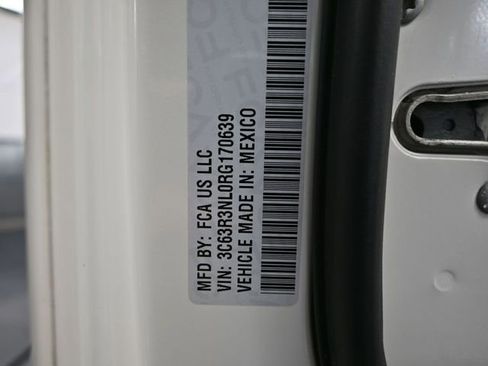 MFD BY: FCA US LLC
VIN: 3C63R3NL0RG170639
VEHICLE MADE IN: MEXICO